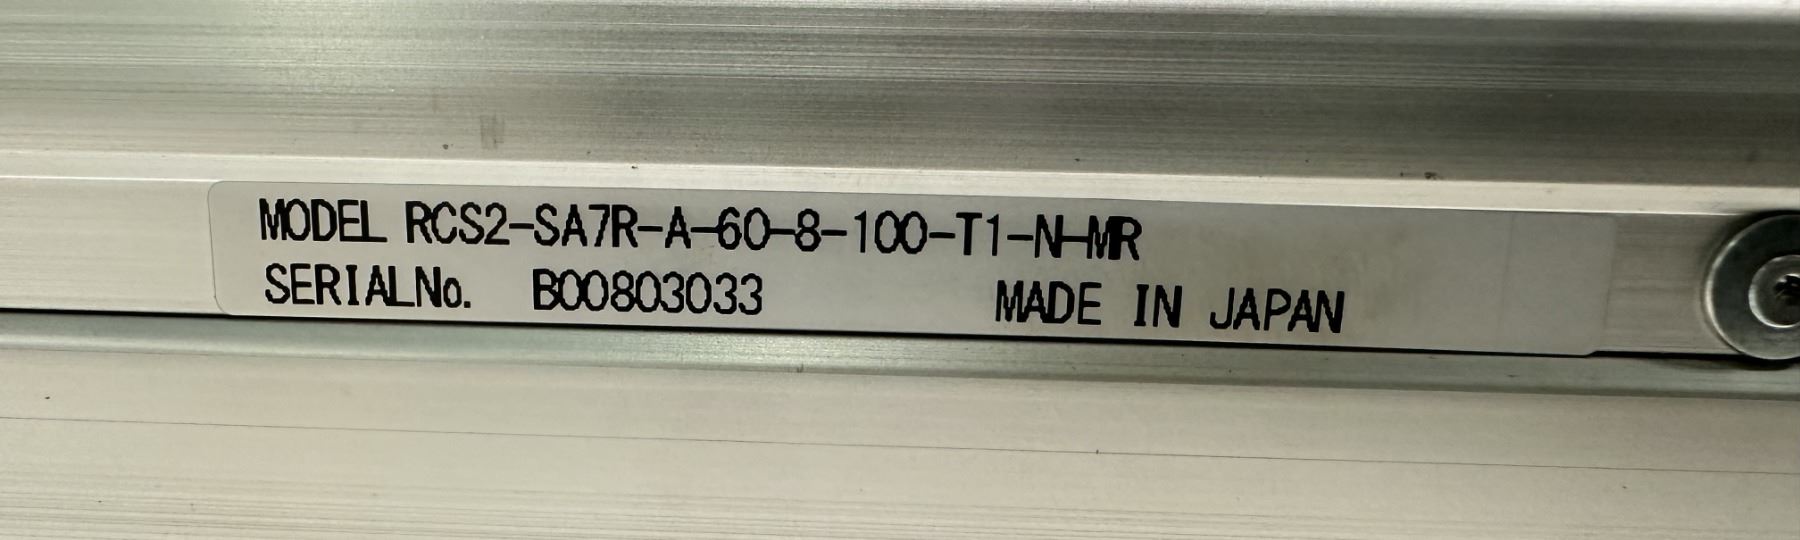 MODEL RCS2-SA7R-A-60-8-100-T1-N-MR
SERIALNo. B00803033 MADE IN JAPAN